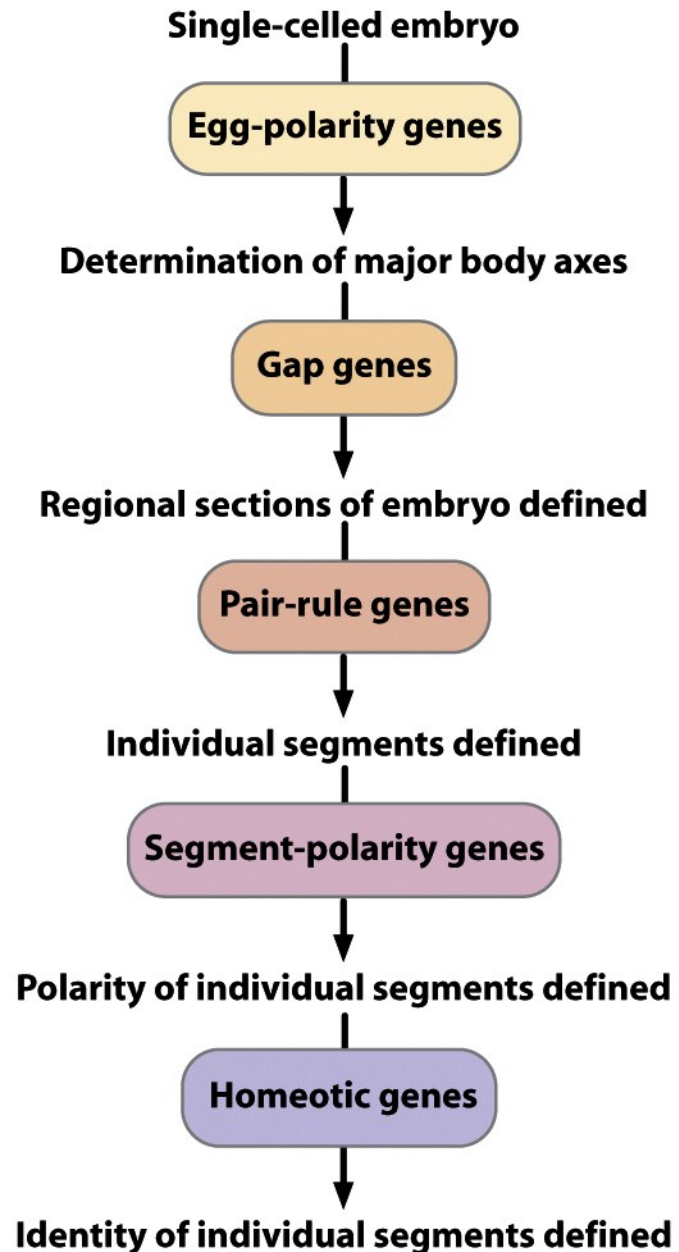 Single-celled embryo
Egg-polarity genes
Determination of major body axes
Gap genes
Regional sections of embryo defined
Pair-rule genes
Individual segments defined
Segment-polarity genes
Polarity of individual segments defined
Homeotic genes
Identity of individual segments defined